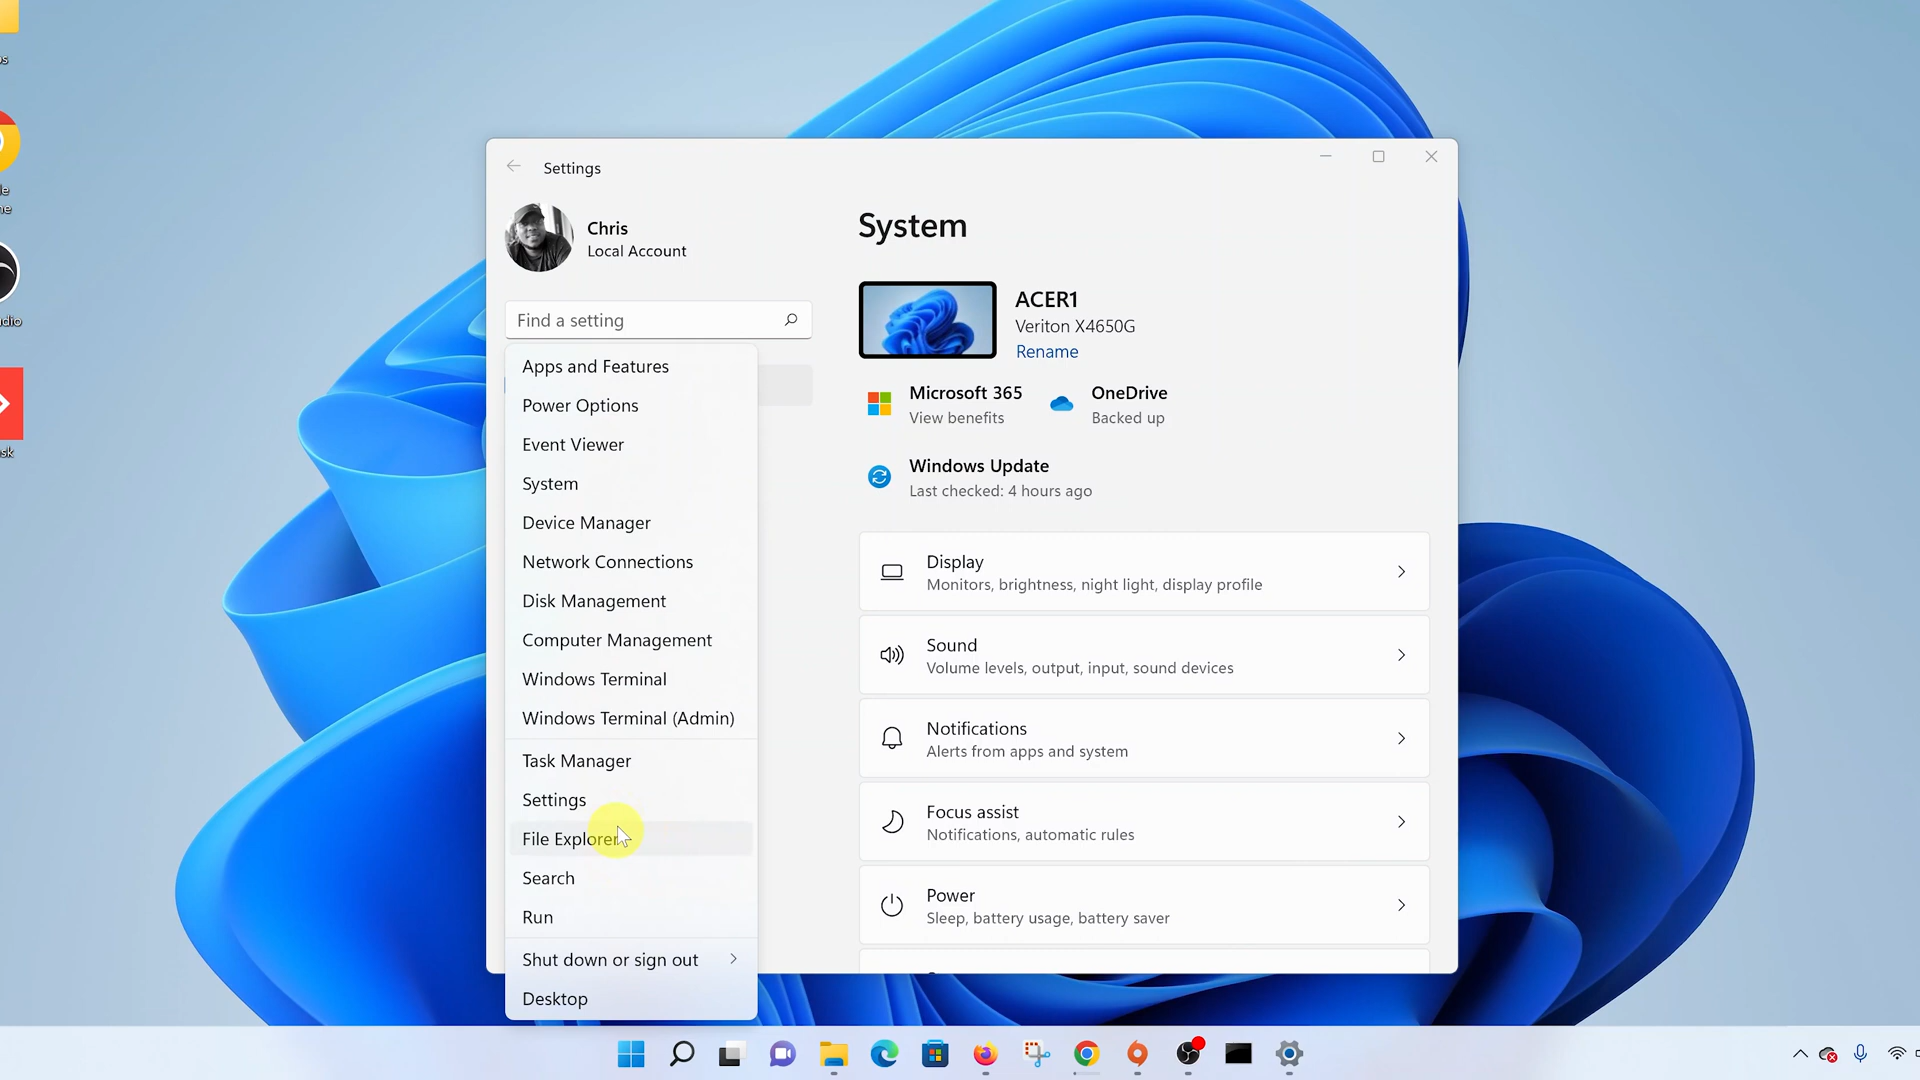 Settings
Chris
Local Account
Find a setting
Apps and Features
Power Options
Event Viewer
System
Device Manager
Network Connections
Disk Management
Computer Management
Windows Terminal
Windows Terminal (Admin)
Task Manager
Settings
File Explorer
Search
Run
Shut down or sign out
Desktop
System
ACER1
Veriton X4650G
Rename
Microsoft 365
View benefits
OneDrive
Backed up
Windows Update
Last checked: 4 hours ago
Display
Monitors, brightness, night light, display profile
Sound
Volume levels, output, input, sound devices
Notifications
Alerts from apps and system
Focus assist
Notifications, automatic rules
Power
Sleep, battery usage, battery saver